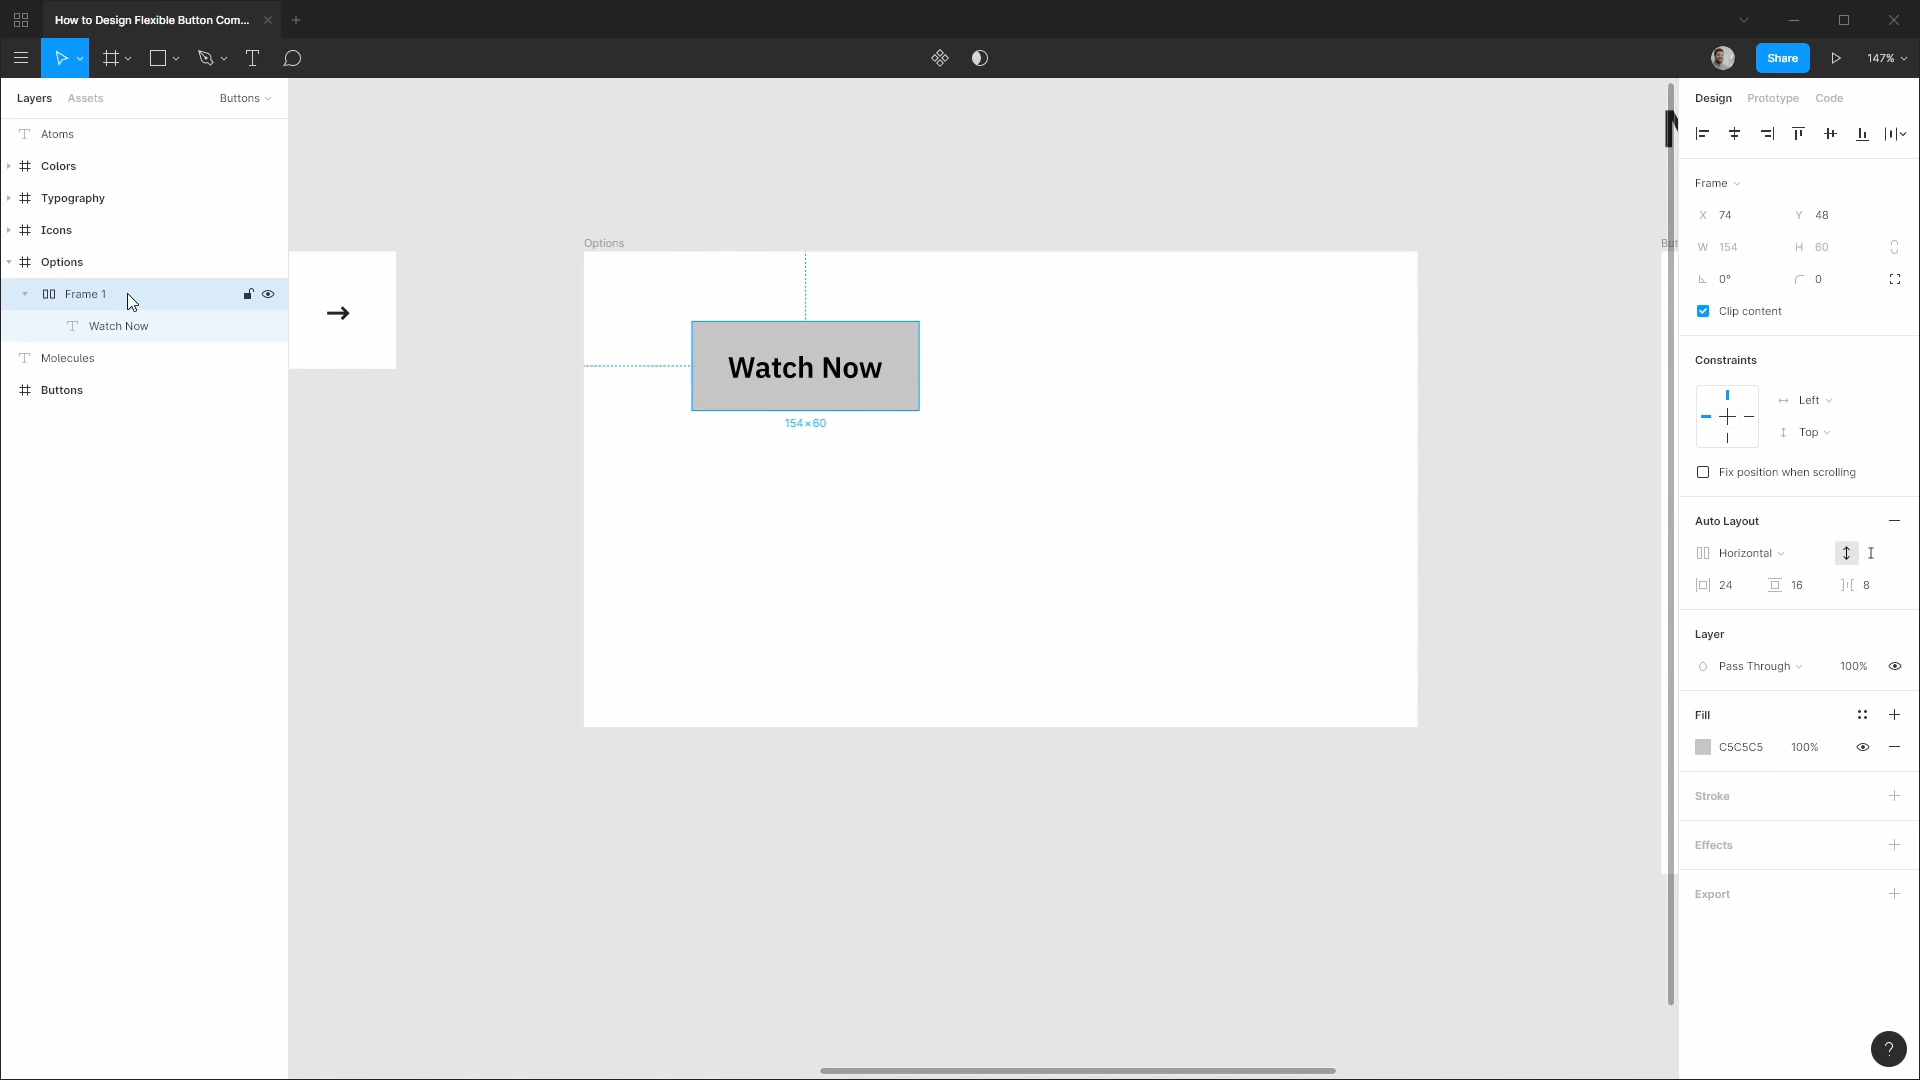 How to Design Flexible Button Com...
Share
147%
Layers
Assets
Buttons
Atoms
Colors
Typography
Icons
Options
Frame 1
Watch Now
Molecules
Buttons
Options
Watch Now
154×60
Design
Prototype
Code
Frame
X 74
Y 48
W 154
H 60
0°
0
Clip content
Constraints
Left
Top
Fix position when scrolling
Auto Layout
Horizontal
24
16
8
Layer
Pass Through
100%
Fill
C5C5C5
100%
Stroke
Effects
Export
?